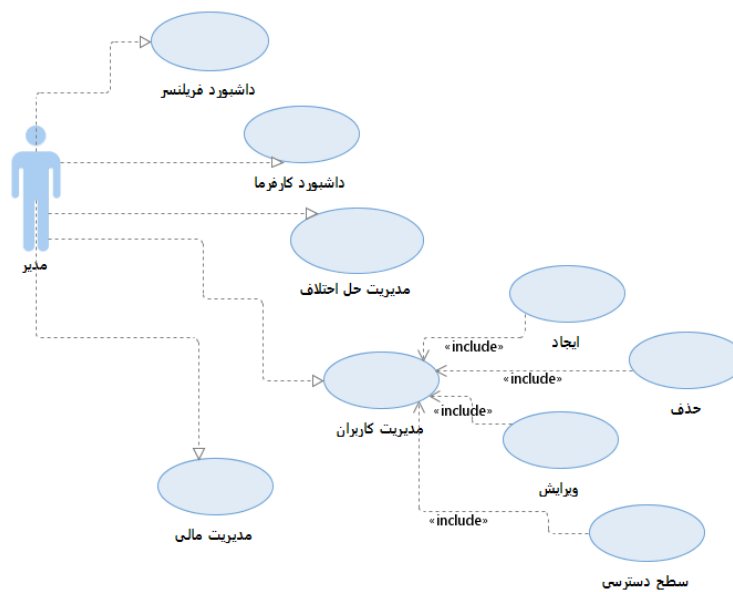 داشبورد فریلنسر
داشبورد کارفرما
مدیر
مدیریت حل اختلاف
ایجاد
«include»
«include»
حذف
«include»
مدیریت کاربران
ویرایش
«include»
مدیریت مالی
سطح دسترسی